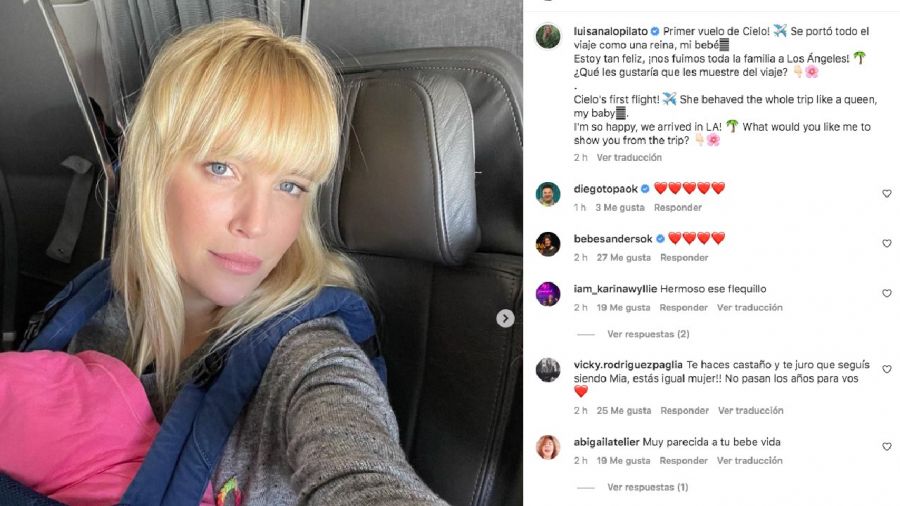 luisanalopilato Primer vuelo de Cielo! ✈️ Se portó todo el
viaje como una reina, mi bebé▓
Estoy tan feliz, ¡nos fuimos toda la familia a Los Ángeles! 🌴
¿Qué les gustaría que les muestre del viaje? 👇🏻🌸
.
Cielo's first flight! ✈️ She behaved the whole trip like a queen,
my baby▓.
I'm so happy, we arrived in LA! 🌴 What would you like me to
show you from the trip? 👇🏻🌸
2 h Ver traducción
diegotopaok ❤️❤️❤️❤️❤️
1 h 3 Me gusta Responder
bebesandersok ❤️❤️❤️❤️
2 h 27 Me gusta Responder
iam_karinawyllie Hermoso ese flequillo
2 h 19 Me gusta Responder Ver traducción
Ver respuestas (2)
vicky.rodriguezpaglia Te haces castaño y te juro que seguís
siendo Mia, estás igual mujer!! No pasan los años para vos
❤️
2 h 25 Me gusta Responder Ver traducción
abigailatelier Muy parecida a tu bebe vida
2 h 19 Me gusta Responder Ver traducción
Ver respuestas (1)